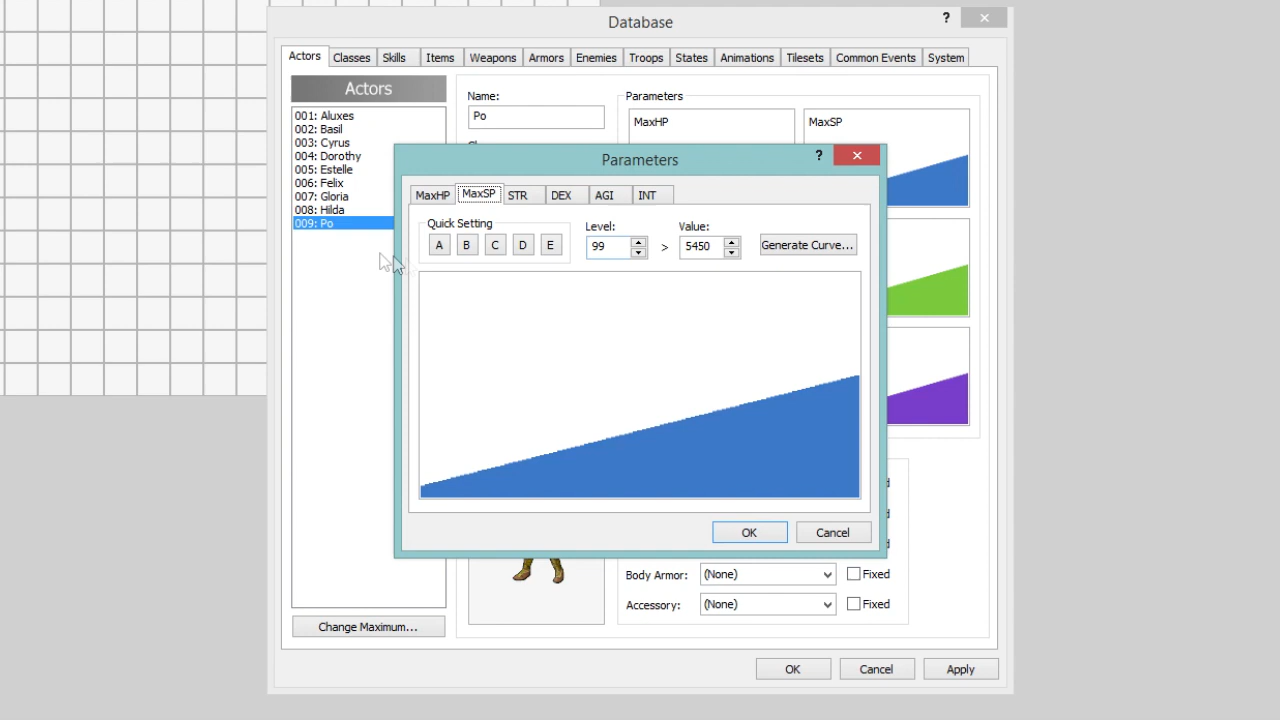 Database
?
Actors Classes Skills Items Weapons Armors Enemies Troops States Animations Tilesets Common Events System
Actors
001: Aluxes
002: Basil
003: Cyrus
004: Dorothy
005: Estelle
006: Felix
007: Gloria
008: Hilda
009: Po
Change Maximum...
Name:
Po
Parameters
MaxHP
MaxSP
Parameters
?
MaxHP MaxSP STR DEX AGI INT
Quick Setting
A B C D E
Level:
99
>
Value:
5450
Generate Curve...
OK Cancel
Body Armor: (None) Fixed
Accessory: (None) Fixed
OK Cancel Apply